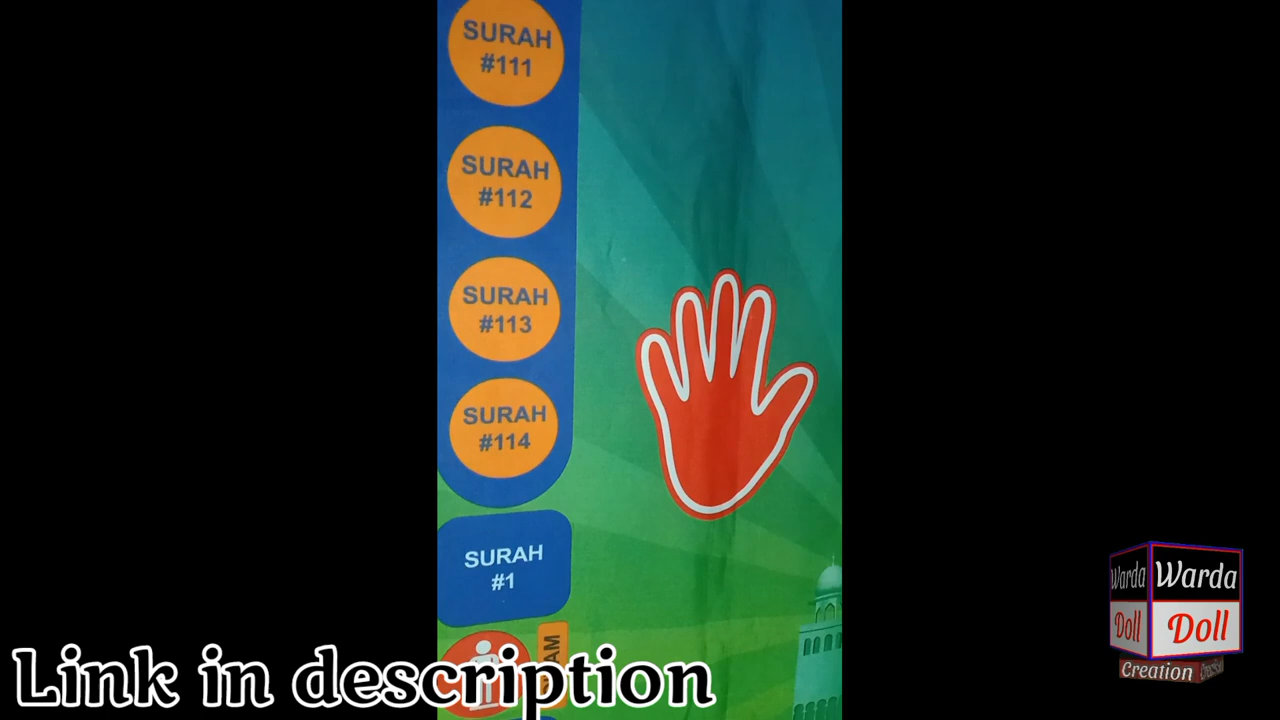 SURAH
#111
SURAH
#112
SURAH
#113
SURAH
#114
SURAH
#1
Link in description
Warda
Doll
Warda
Doll
Creation